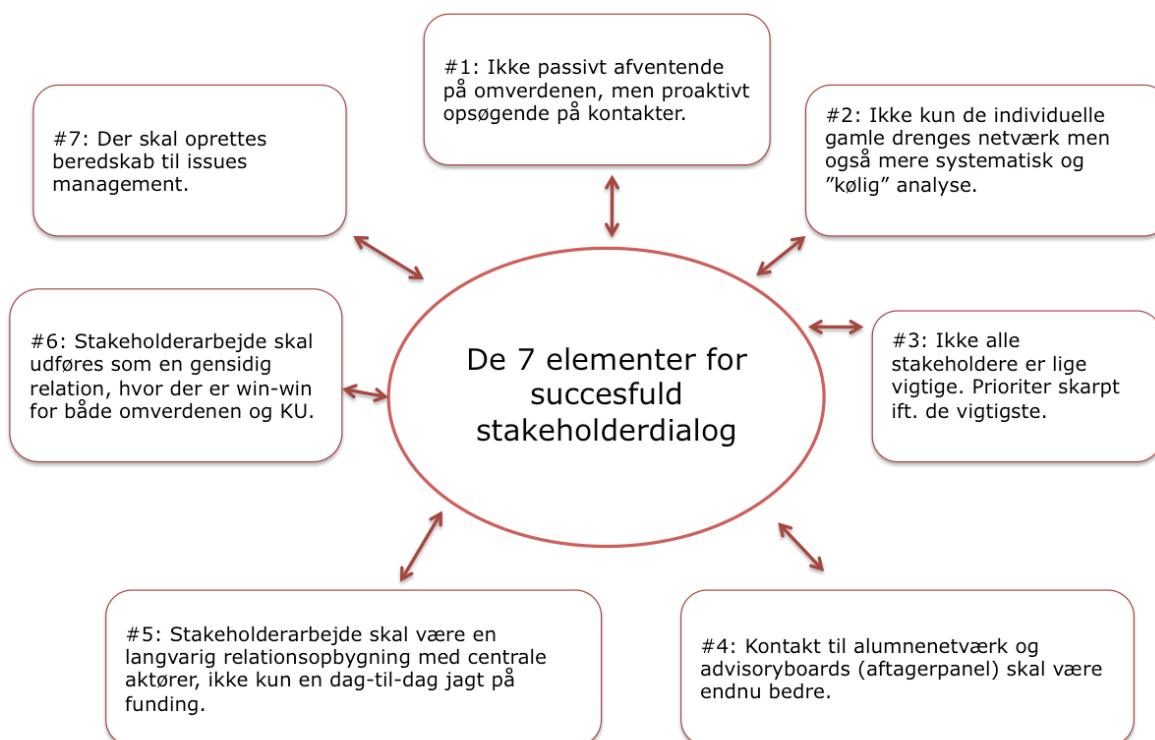 #1: Ikke passivt afventende
på omverdenen, men proaktivt
opsøgende på kontakter.
#2: Ikke kun de individuelle
gamle drenges netværk men
også mere systematisk og
”kølig” analyse.
#3: Ikke alle
stakeholdere er lige
vigtige. Prioriter skarpt
ift. de vigtigste.
#4: Kontakt til alumnenetværk og
advisoryboards (aftagerpanel) skal være
endnu bedre.
#5: Stakeholderarbejde skal være en
langvarig relationsopbygning med centrale
aktører, ikke kun en dag-til-dag jagt på
funding.
#6: Stakeholderarbejde skal
udføres som en gensidig
relation, hvor der er win-win
for både omverdenen og KU.
#7: Der skal oprettes
beredskab til issues
management.
De 7 elementer for
succesfuld
stakeholderdialog